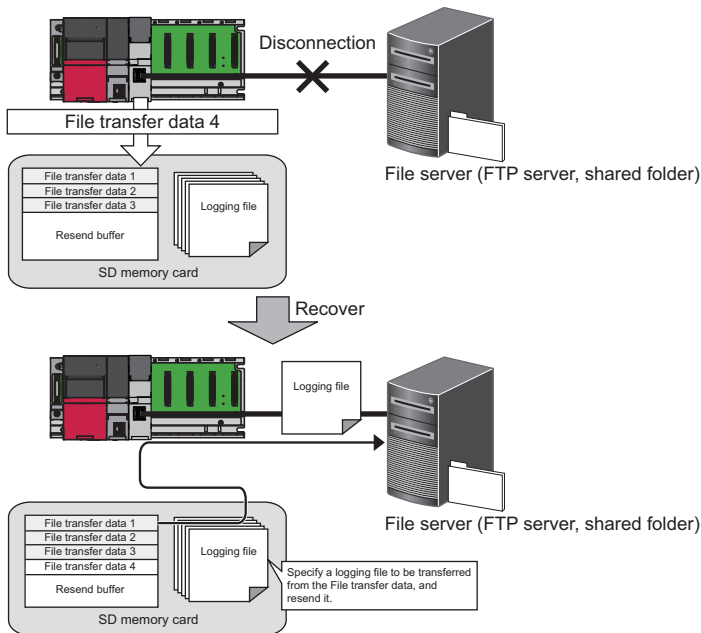 Disconnection
File transfer data 4
File server (FTP server, shared folder)
File transfer data 1
File transfer data 2
File transfer data 3
Resend buffer
Logging file
SD memory card
Recover
Logging file
File server (FTP server, shared folder)
File transfer data 1
File transfer data 2
File transfer data 3
File transfer data 4
Resend buffer
Logging file
Specify a logging file to be transferred
from the File transfer data, and
resend it.
SD memory card